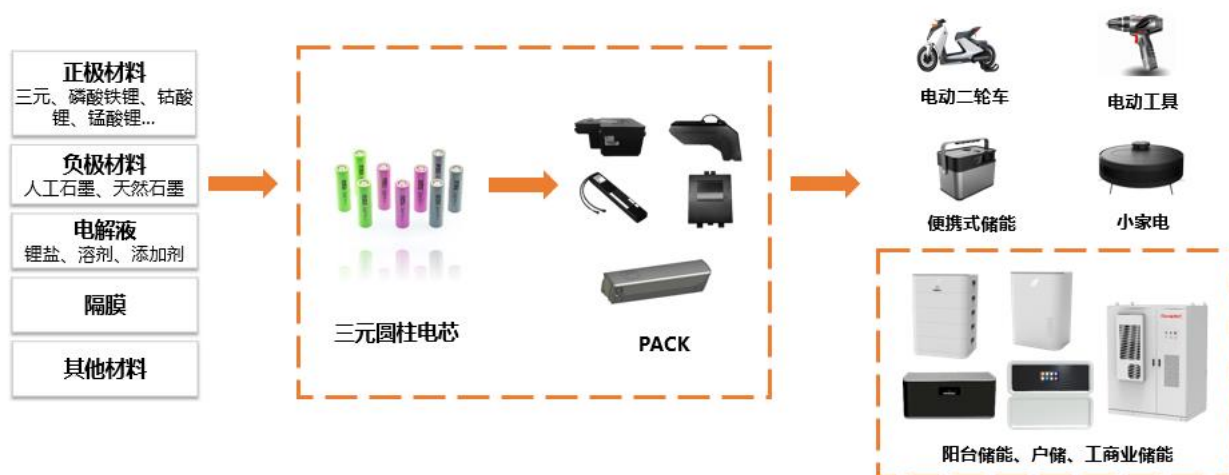 正极材料
三元、磷酸铁锂、钴酸
锂、锰酸锂...
负极材料
人工石墨、天然石墨
电解液
锂盐、溶剂、添加剂
隔膜
其他材料
三元圆柱电芯
PACK
电动二轮车
电动工具
便携式储能
小家电
阳台储能、户储、工商业储能